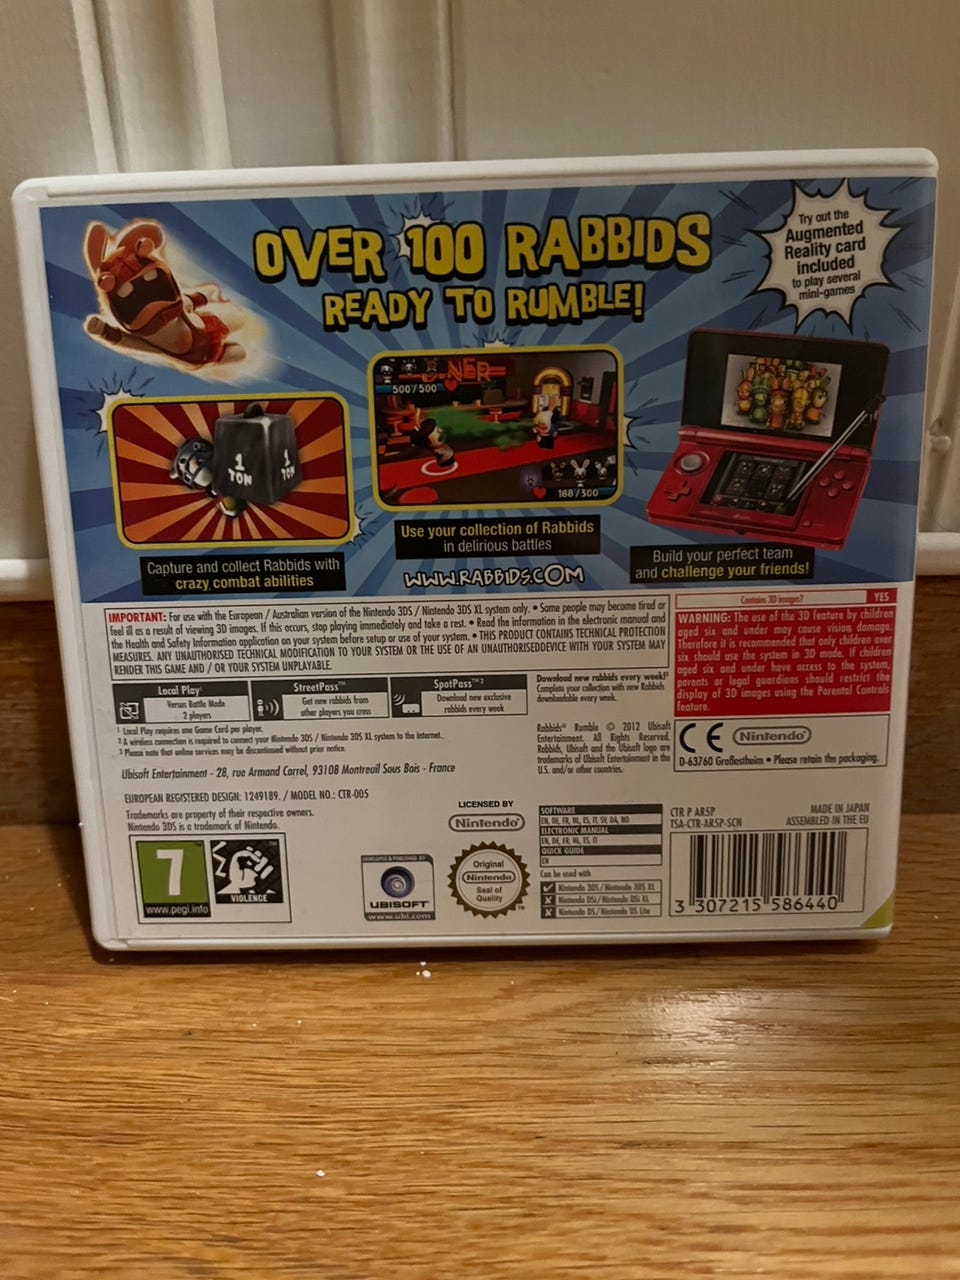 OVER 100 RABBIDS
READY TO RUMBLE!
Try out the
Augmented
Reality card
included
to play several
mini-games
1
TON
1
TON
NER
500/500
188/300
Capture and collect Rabbids with
crazy combat abilities
Use your collection of Rabbids
in delirious battles
Build your perfect team
and challenge your friends!
WWW.RABBIDS.COM
IMPORTANT: For use with the European / Australian version of the Nintendo 3DS / Nintendo 3DS XL system only. • Some people may become tired or
feel ill as a result of viewing 3D images. If this occurs, stop playing immediately and take a rest. • Read the information in the electronic manual and
the Health and Safety Information application on your system before setup or use of your system. • THIS PRODUCT CONTAINS TECHNICAL PROTECTION
MEASURES. ANY UNAUTHORISED TECHNICAL MODIFICATION TO YOUR SYSTEM OR THE USE OF AN UNAUTHORISEDDEVICE WITH YOUR SYSTEM MAY
RENDER THIS GAME AND / OR YOUR SYSTEM UNPLAYABLE.
Contains 3D images? YES
WARNING: The use of the 3D feature by children
aged six and under may cause vision damage.
Therefore it is recommended that only children over
six should use the system in 3D mode. If children
aged six and under have access to the system,
parents or legal guardians should restrict the
display of 3D images using the Parental Controls
feature.
Local Play¹
Versus Battle Mode
2 players
StreetPass™
Get new rabbids from
other players you cross
SpotPass™ ²
Download new exclusive
rabbids every week
Download new rabbids every week!³
Complete your collection with new Rabbids
downloadable every week.
¹ Local Play requires one Game Card per player.
² A wireless connection is required to connect your Nintendo 3DS / Nintendo 3DS XL system to the internet.
³ Please note that online services may be discontinued without prior notice.
Rabbids® Rumble © 2012 Ubisoft
Entertainment. All Rights Reserved.
Rabbids, Ubisoft and the Ubisoft logo are
trademarks of Ubisoft Entertainment in the
U.S. and/or other countries.
CE Nintendo®
D-63760 Großostheim • Please retain the packaging.
Ubisoft Entertainment - 28, rue Armand Carrel, 93108 Montreuil Sous Bois - France
EUROPEAN REGISTERED DESIGN: 1249189. / MODEL NO.: CTR-005
Trademarks are property of their respective owners.
Nintendo 3DS is a trademark of Nintendo.
7™
www.pegi.info
VIOLENCE
DEVELOPED & PUBLISHED BY
UBISOFT
www.ubi.com
LICENSED BY
Nintendo®
Original
Nintendo
Seal of
Quality
TM
SOFTWARE
EN, DE, FR, NL, ES, IT, SV, DA, NO
ELECTRONIC MANUAL
EN, DE, FR, NL, ES, IT
QUICK GUIDE
EN
Can be used with
Nintendo 3DS/Nintendo 3DS XL
Nintendo DSi/Nintendo DSi XL
Nintendo DS/Nintendo DS Lite
CTR P ARSP
TSA-CTR-ARSP-SCN
MADE IN JAPAN
ASSEMBLED IN THE EU
3 307215 586440